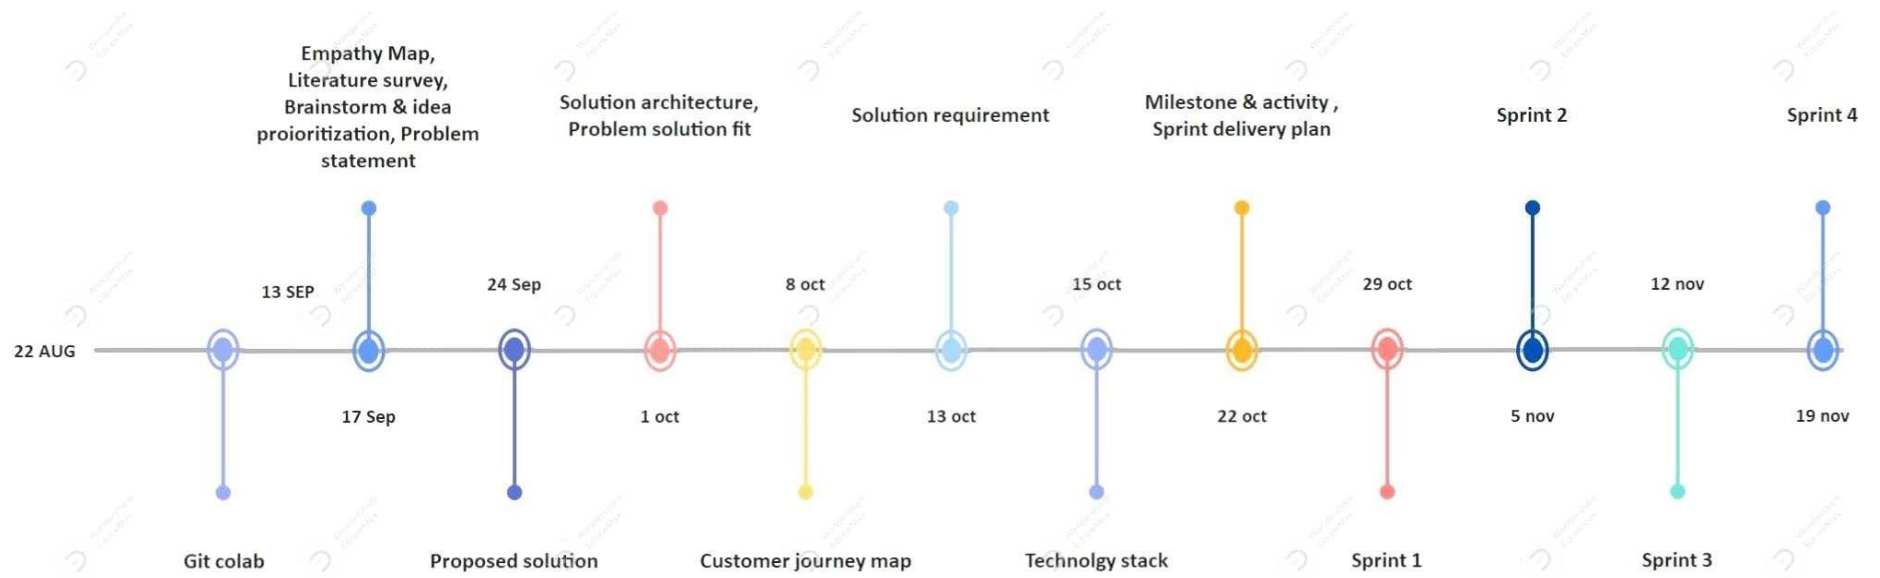 Empathy Map,
Literature survey,
Brainstorm & idea
proioritization, Problem
statement
Solution architecture,
Problem solution fit
Solution requirement
Milestone & activity ,
Sprint delivery plan
Sprint 2
Sprint 4
13 SEP
24 Sep
8 oct
15 oct
29 oct
12 nov
22 AUG
17 Sep
1 oct
13 oct
22 oct
5 nov
19 nov
Git colab
Proposed solution
Customer journey map
Technolgy stack
Sprint 1
Sprint 3